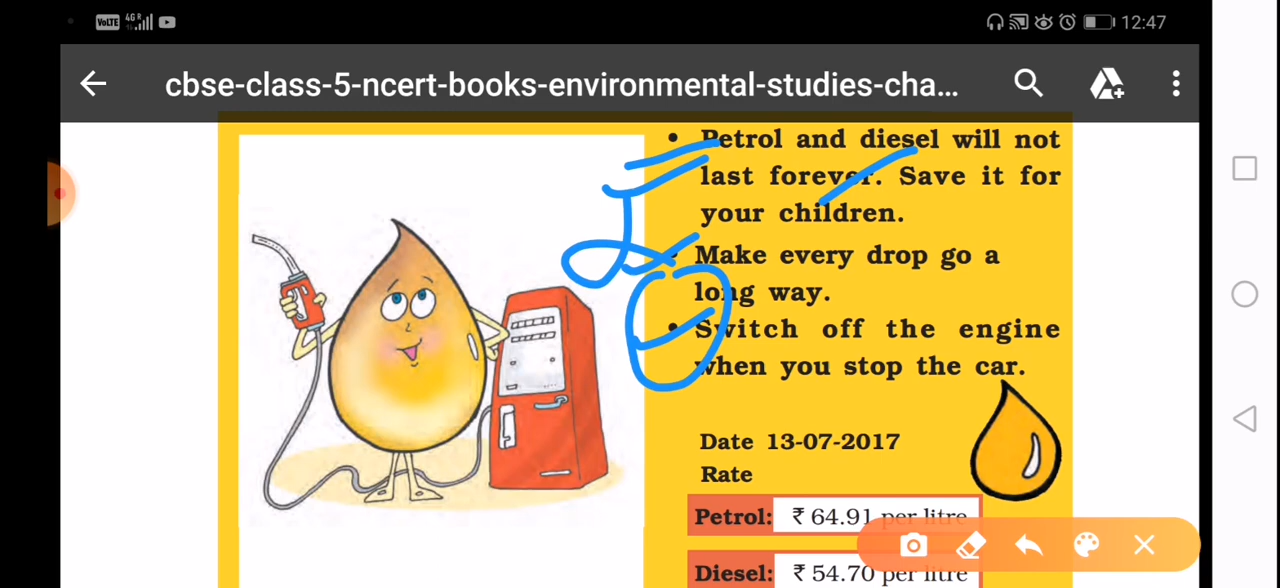 VoLTE 4G R 12:47
cbse-class-5-ncert-books-environmental-studies-cha...
• Petrol and diesel will not
last forever. Save it for
your children.
• Make every drop go a
long way.
• Switch off the engine
when you stop the car.
Date 13-07-2017
Rate
Petrol: ₹ 64.91 per litre
Diesel: ₹ 54.70 per litre